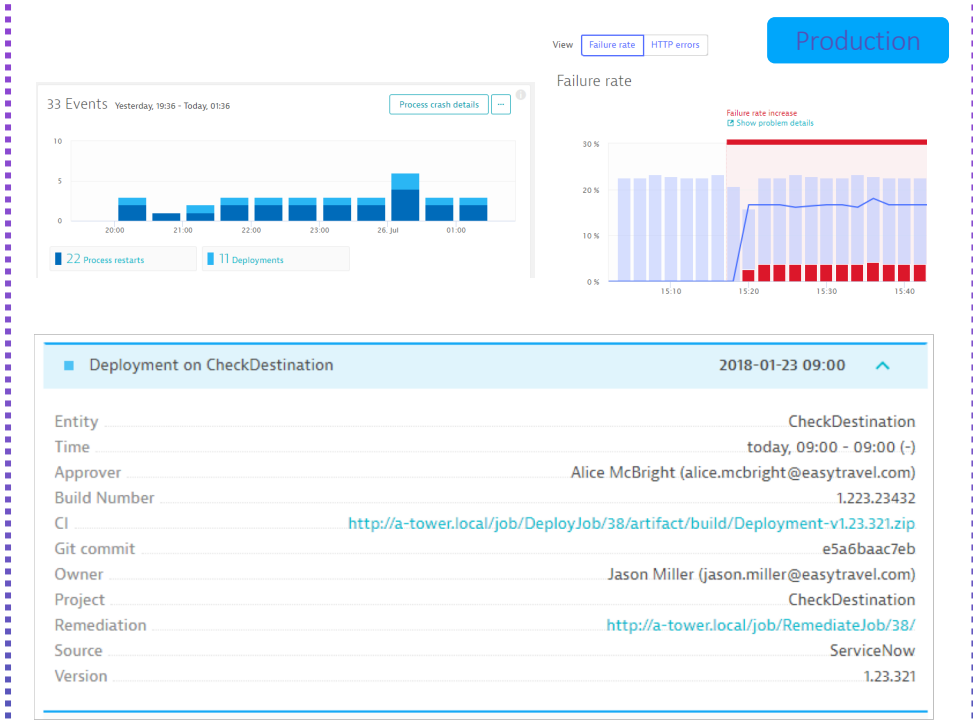 Production
View Failure rate HTTP errors
Failure rate
33 Events Yesterday, 19:36 - Today, 01:36 Process crash details ...
10
5
0
20:00 21:00 22:00 23:00 26. Jul 01:00
22 Process restarts 11 Deployments
Failure rate increase
Show problem details
30 %
20 %
10 %
0 %
15:10 15:20 15:30 15:40
Deployment on CheckDestination 2018-01-23 09:00
Entity CheckDestination
Time today, 09:00 - 09:00 (-)
Approver Alice McBright (alice.mcbright@easytravel.com)
Build Number 1.223.23432
CI http://a-tower.local/job/DeployJob/38/artifact/build/Deployment-v1.23.321.zip
Git commit e5a6baac7eb
Owner Jason Miller (jason.miller@easytravel.com)
Project CheckDestination
Remediation http://a-tower.local/job/RemediateJob/38/
Source ServiceNow
Version 1.23.321